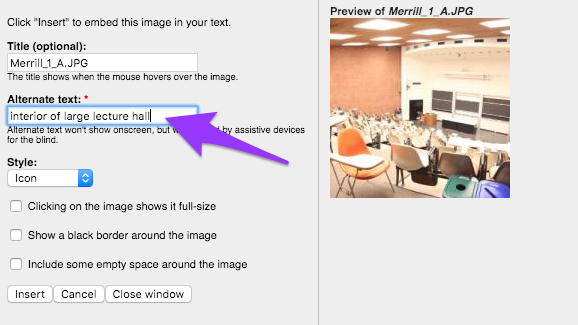 Click "Insert" to embed this image in your text.
Title (optional):
Merrill_1_A.JPG
The title shows when the mouse hovers over the image.
Alternate text: *
interior of large lecture hall
Alternate text won't show onscreen, but w by assistive devices
for the blind.
Style:
Icon
Clicking on the image shows it full-size
Show a black border around the image
Include some empty space around the image
Insert Cancel Close window
Preview of Merrill_1_A.JPG